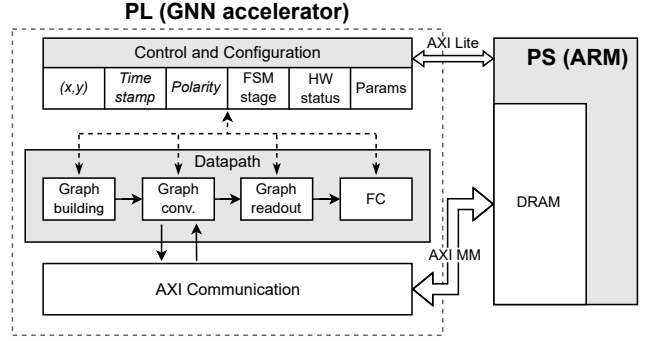 PL (GNN accelerator)
Control and Configuration
(x,y)
Time
stamp
Polarity
FSM
stage
HW
status
Params
AXI Lite
PS (ARM)
Datapath
Graph
building
Graph
conv.
Graph
readout
FC
DRAM
AXI MM
AXI Communication